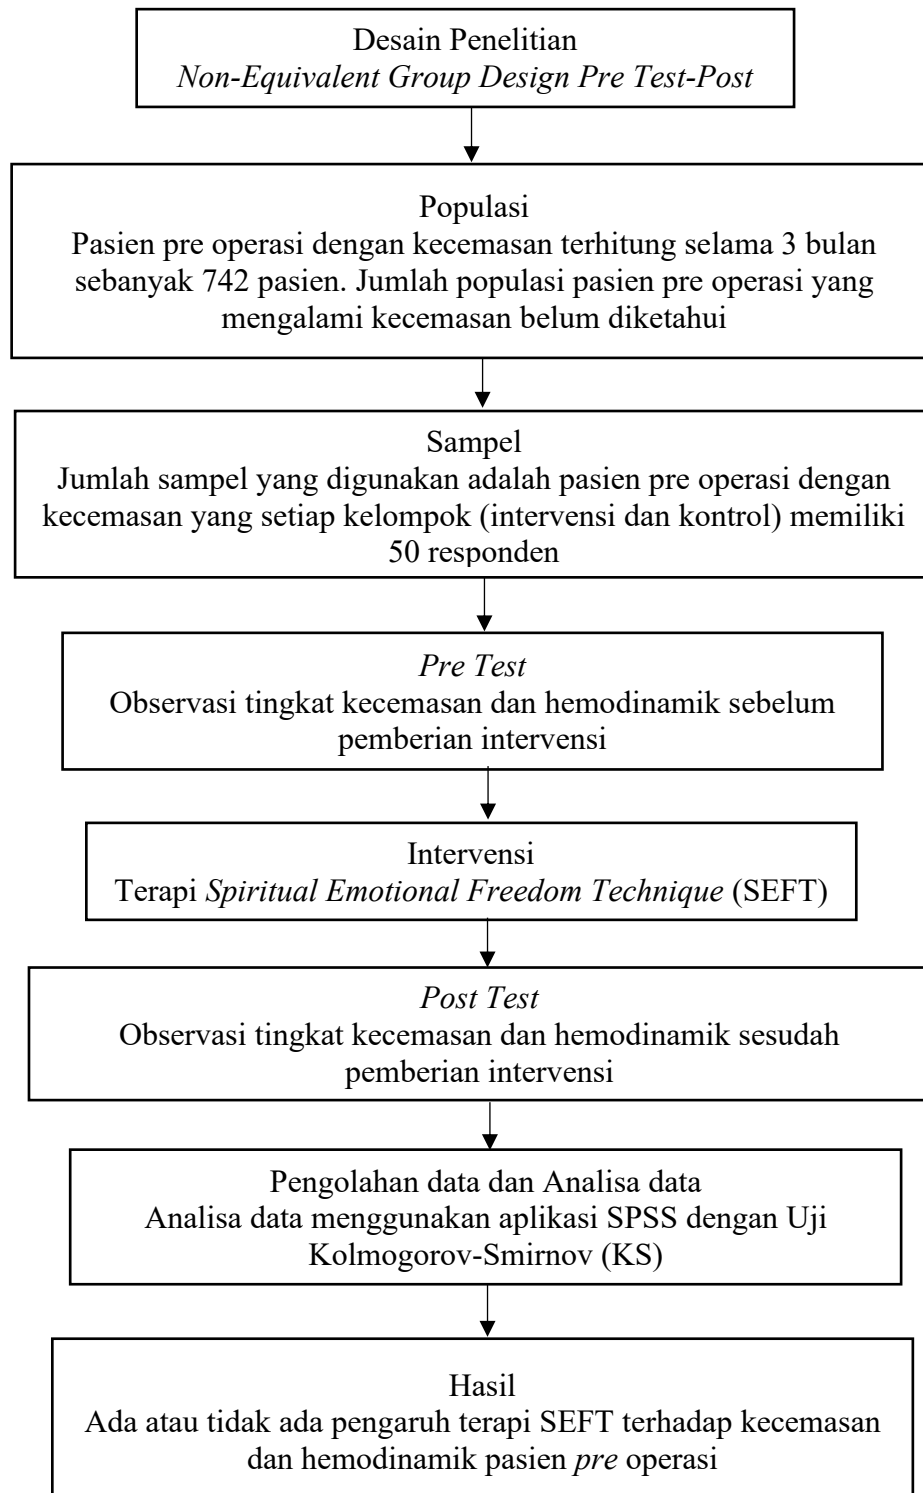 Desain Penelitian
Non-Equivalent Group Design Pre Test-Post
Populasi
Pasien pre operasi dengan kecemasan terhitung selama 3 bulan
sebanyak 742 pasien. Jumlah populasi pasien pre operasi yang
mengalami kecemasan belum diketahui
Sampel
Jumlah sampel yang digunakan adalah pasien pre operasi dengan
kecemasan yang setiap kelompok (intervensi dan kontrol) memiliki
50 responden
Pre Test
Observasi tingkat kecemasan dan hemodinamik sebelum
pemberian intervensi
Intervensi
Terapi Spiritual Emotional Freedom Technique (SEFT)
Post Test
Observasi tingkat kecemasan dan hemodinamik sesudah
pemberian intervensi
Pengolahan data dan Analisa data
Analisa data menggunakan aplikasi SPSS dengan Uji
Kolmogorov-Smirnov (KS)
Hasil
Ada atau tidak ada pengaruh terapi SEFT terhadap kecemasan
dan hemodinamik pasien pre operasi